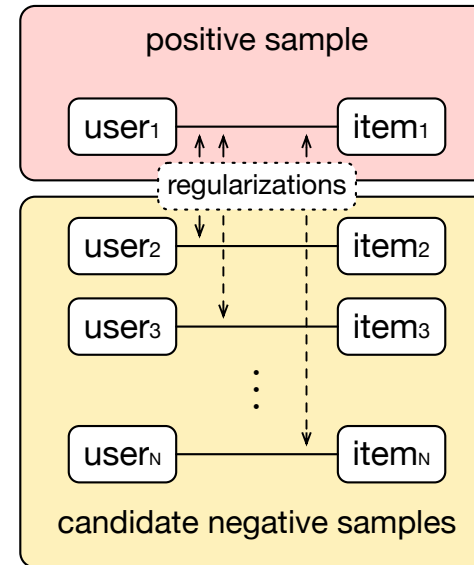 positive sample
user₁ item₁
regularizations
user₂ item₂
user₃ item₃
...
userN itemN
candidate negative samples